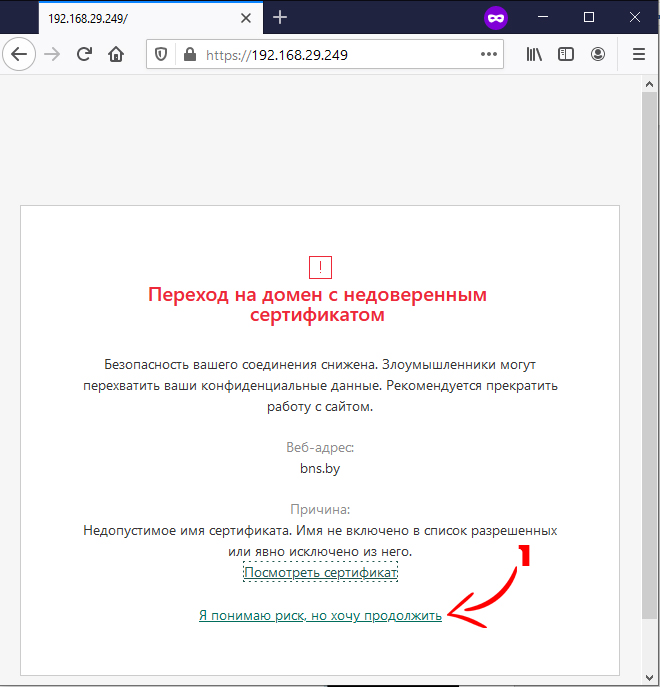 192.168.29.249/
https://192.168.29.249
!
Переход на домен с недоверенным
сертификатом
Безопасность вашего соединения снижена. Злоумышленники могут
перехватить ваши конфиденциальные данные. Рекомендуется прекратить
работу с сайтом.
Веб-адрес:
bns.by
Причина:
Недопустимое имя сертификата. Имя не включено в список разрешенных
или явно исключено из него.
1
Посмотреть сертификат
Я понимаю риск, но хочу продолжить